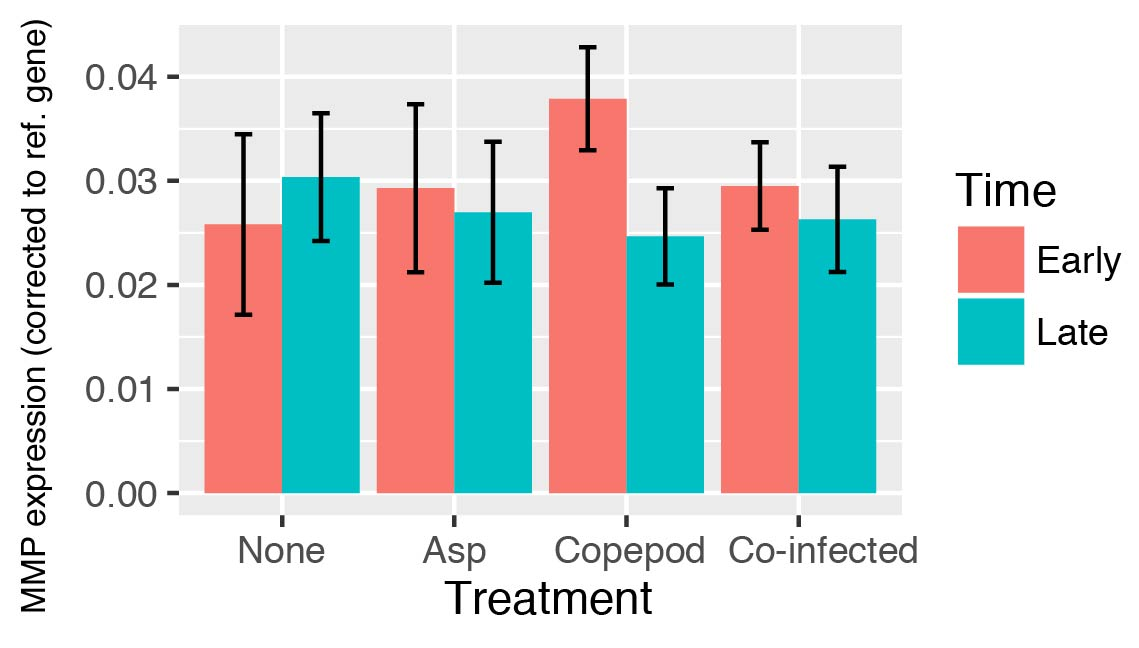 MMP expression (corrected to ref. gene)
0.04
0.03
0.02
0.01
0.00
None Asp Copepod Co-infected
Treatment
Time
Early
Late